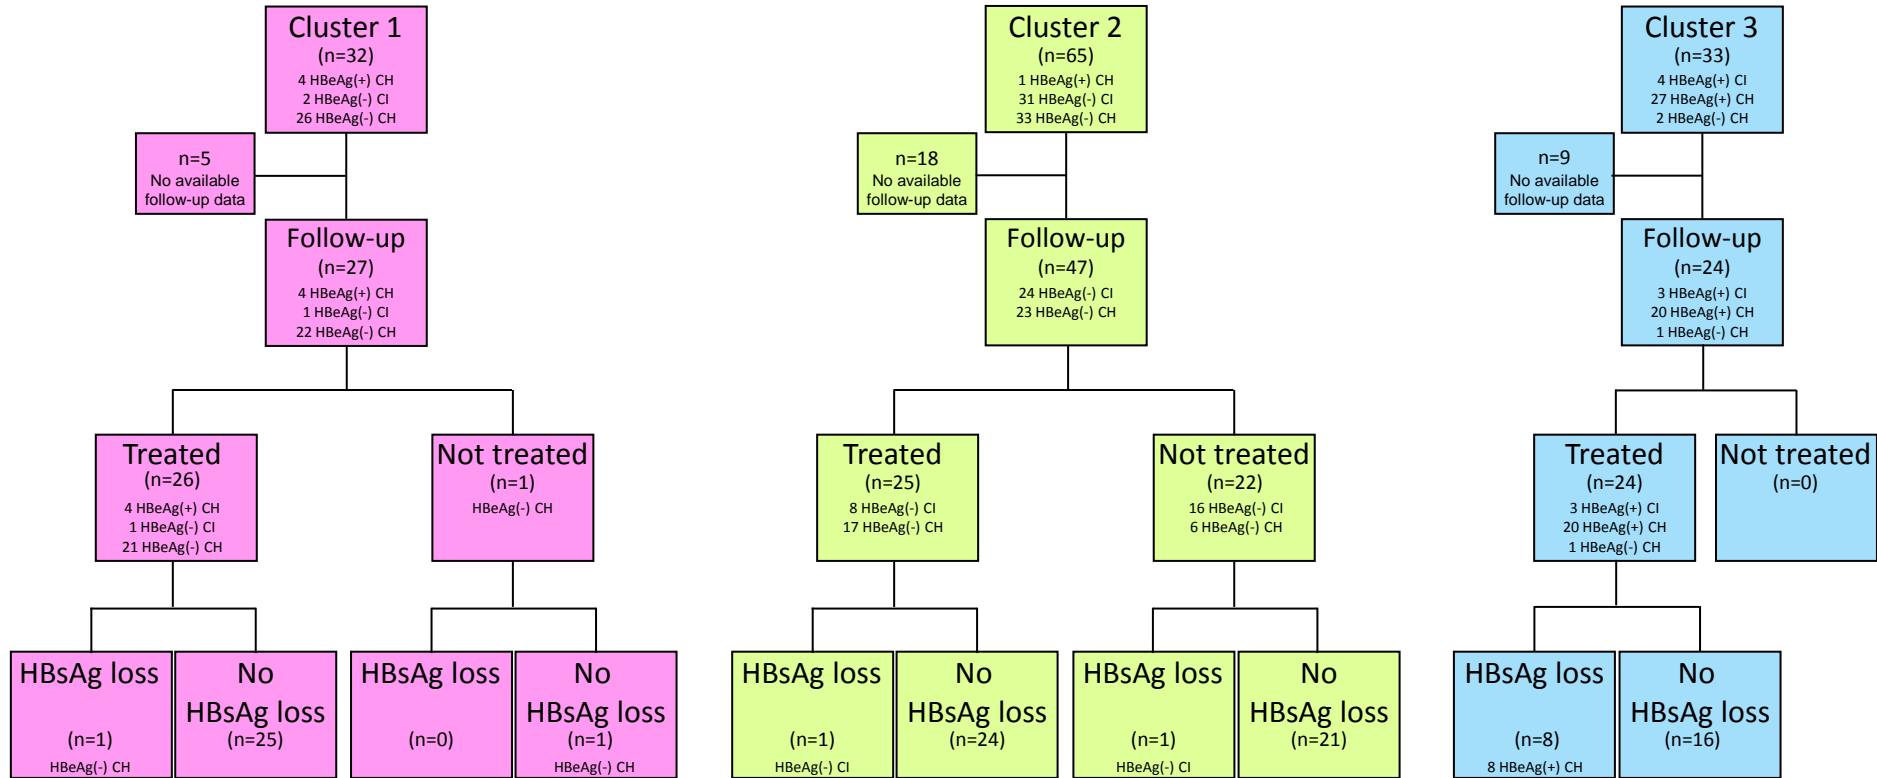 Cluster 1
(n=32)
4 HBeAg(+) CH
2 HBeAg(-) CI
26 HBeAg(-) CH
n=5
No available
follow-up data
Follow-up
(n=27)
4 HBeAg(+) CH
1 HBeAg(-) CI
22 HBeAg(-) CH
Treated
(n=26)
4 HBeAg(+) CH
1 HBeAg(-) CI
21 HBeAg(-) CH
Not treated
(n=1)
HBeAg(-) CH
HBsAg loss
(n=1)
HBeAg(-) CH
No
HBsAg loss
(n=25)
HBsAg loss
(n=0)
No
HBsAg loss
(n=1)
HBeAg(-) CH
Cluster 2
(n=65)
1 HBeAg(+) CH
31 HBeAg(-) CI
33 HBeAg(-) CH
n=18
No available
follow-up data
Follow-up
(n=47)
24 HBeAg(-) CI
23 HBeAg(-) CH
Treated
(n=25)
8 HBeAg(-) CI
17 HBeAg(-) CH
Not treated
(n=22)
16 HBeAg(-) CI
6 HBeAg(-) CH
HBsAg loss
(n=1)
HBeAg(-) CI
No
HBsAg loss
(n=24)
HBsAg loss
(n=1)
HBeAg(-) CI
No
HBsAg loss
(n=21)
Cluster 3
(n=33)
4 HBeAg(+) CI
27 HBeAg(+) CH
2 HBeAg(-) CH
n=9
No available
follow-up data
Follow-up
(n=24)
3 HBeAg(+) CI
20 HBeAg(+) CH
1 HBeAg(-) CH
Treated
(n=24)
3 HBeAg(+) CI
20 HBeAg(+) CH
1 HBeAg(-) CH
Not treated
(n=0)
HBsAg loss
(n=8)
8 HBeAg(+) CH
No
HBsAg loss
(n=16)